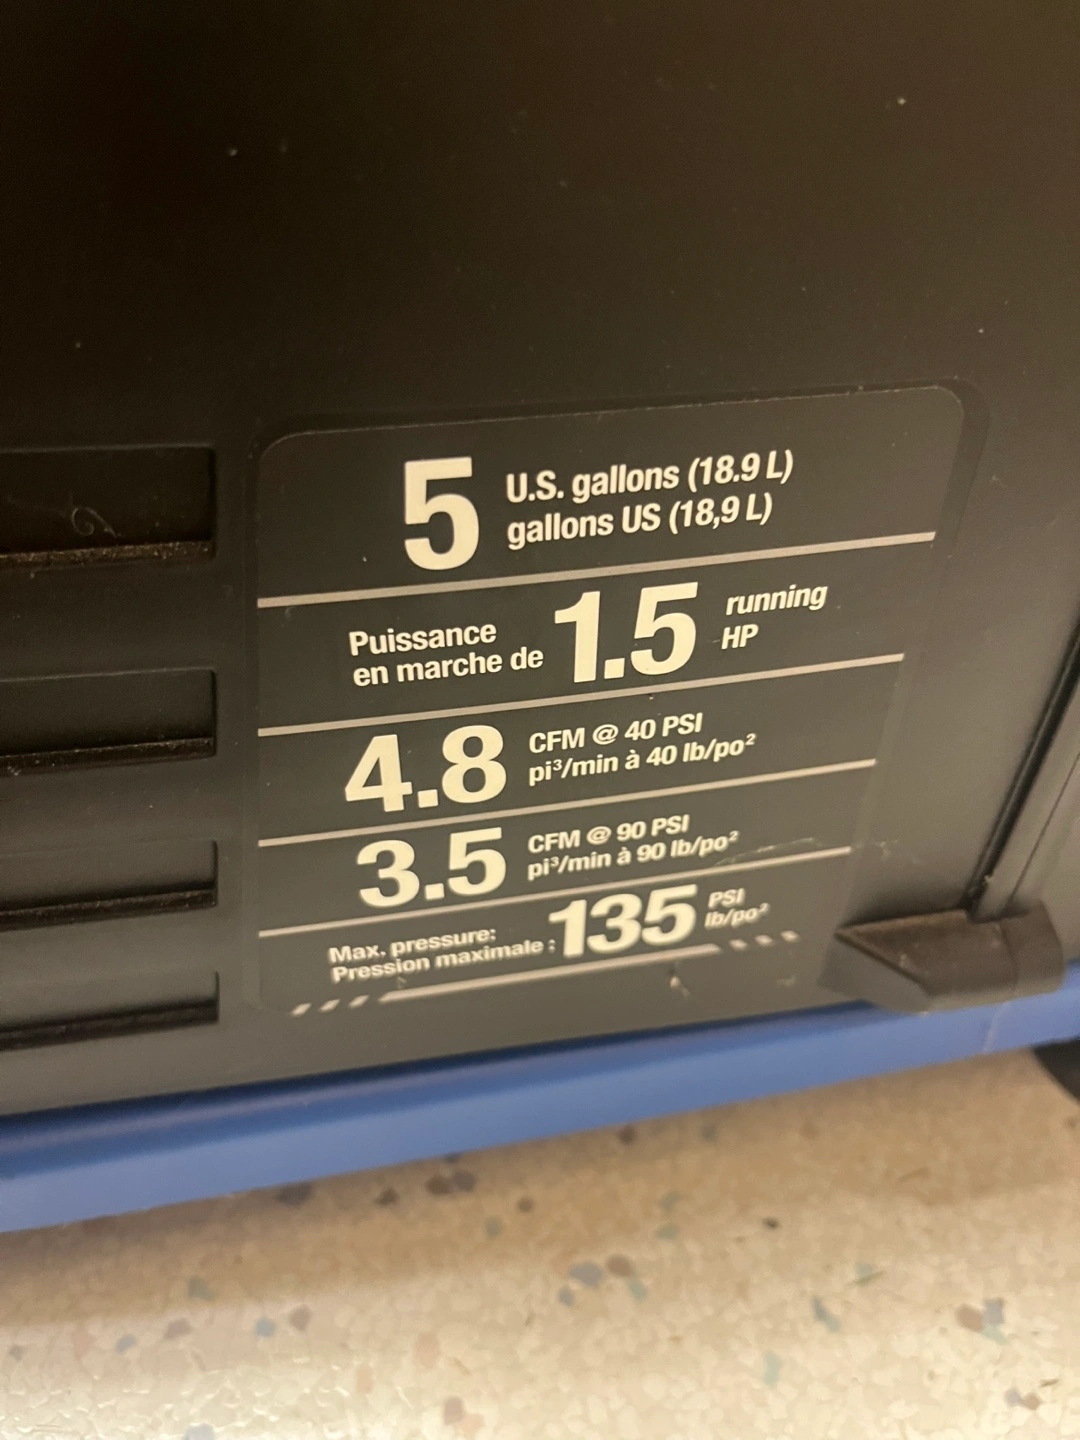 5 U.S. gallons (18.9 L)
gallons US (18,9 L)
Puissance
en marche de 1.5 running
HP
4.8 CFM @ 40 PSI
pi³/min à 40 lb/po²
3.5 CFM @ 90 PSI
pi³/min à 90 lb/po²
Max. pressure:
Pression maximale : 135 PSI
lb/po²